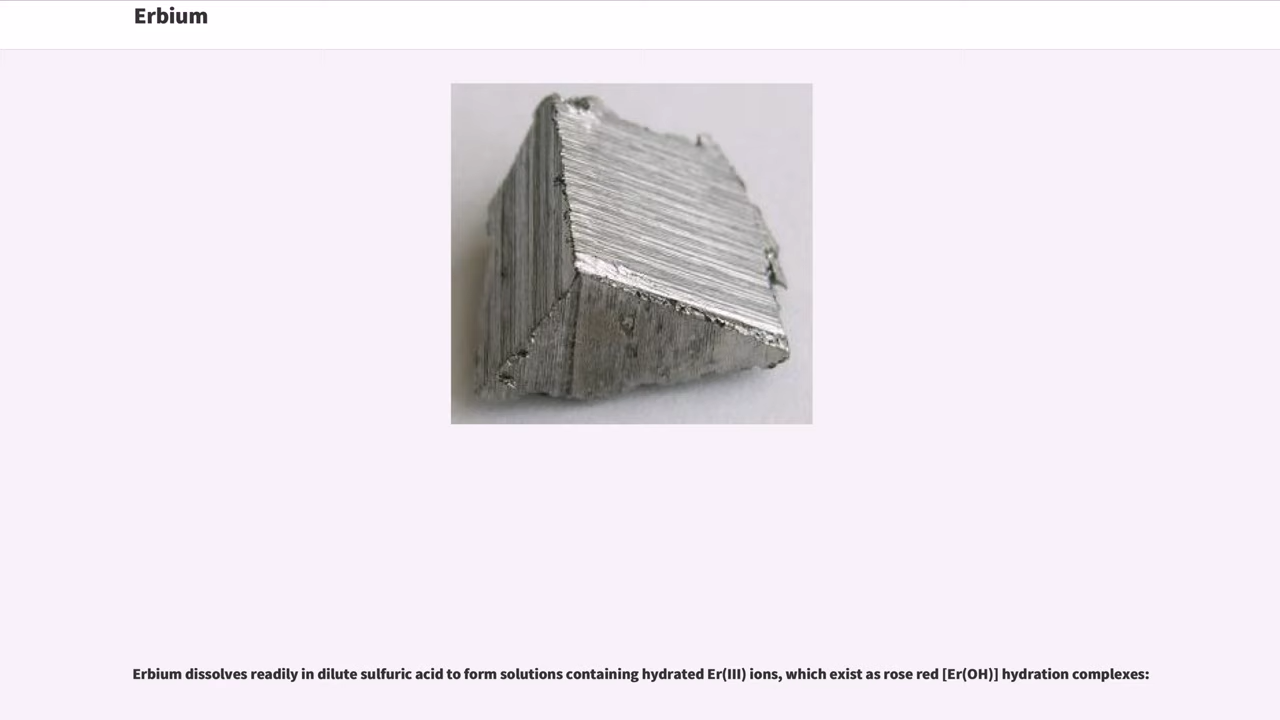 Erbium
Erbium dissolves readily in dilute sulfuric acid to form solutions containing hydrated Er(III) ions, which exist as rose red [Er(OH)] hydration complexes: